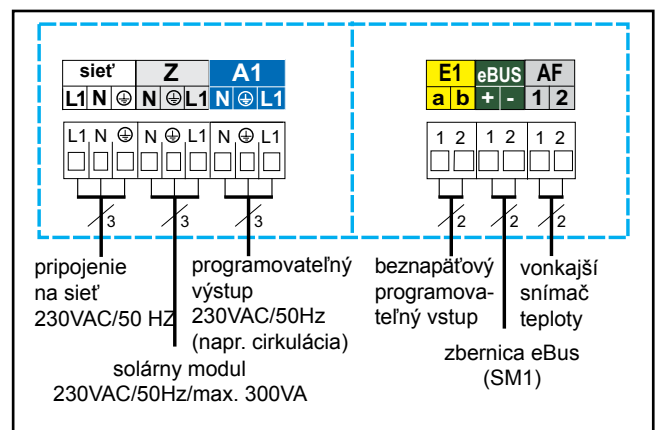 sieť Z A1
L1 N ⏚ N ⏚ L1 N ⏚ L1
L1 N ⏚ N ⏚ L1 N ⏚ L1
3 3 3
pripojenie
na sieť
230VAC/50 HZ
programovateľný
výstup
230VAC/50Hz
(napr. cirkulácia)
solárny modul
230VAC/50Hz/max. 300VA
E1 eBUS AF
a b + - 1 2
1 2 1 2 1 2
2 2 2
beznapäťový
programova-
teľný vstup
vonkajší
snímač
teploty
zbernica eBus
(SM1)